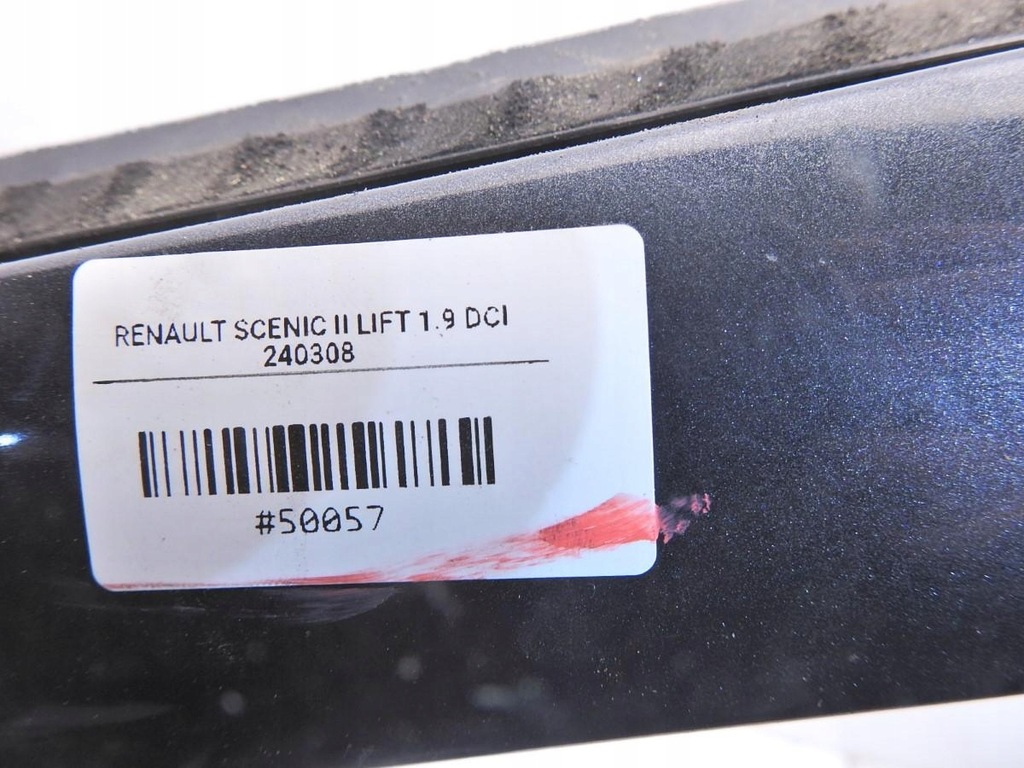 RENAULT SCENIC II LIFT 1.9 DCI
240308
#50057